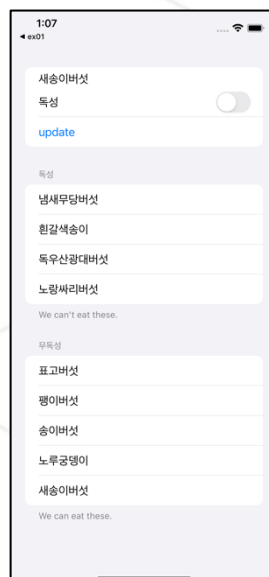 1:07
◀ ex01
새송이버섯
독성
update
독성
냄새무당버섯
흰갈색송이
독우산광대버섯
노랑싸리버섯
We can't eat these.
무독성
표고버섯
팽이버섯
송이버섯
노루궁뎅이
새송이버섯
We can eat these.